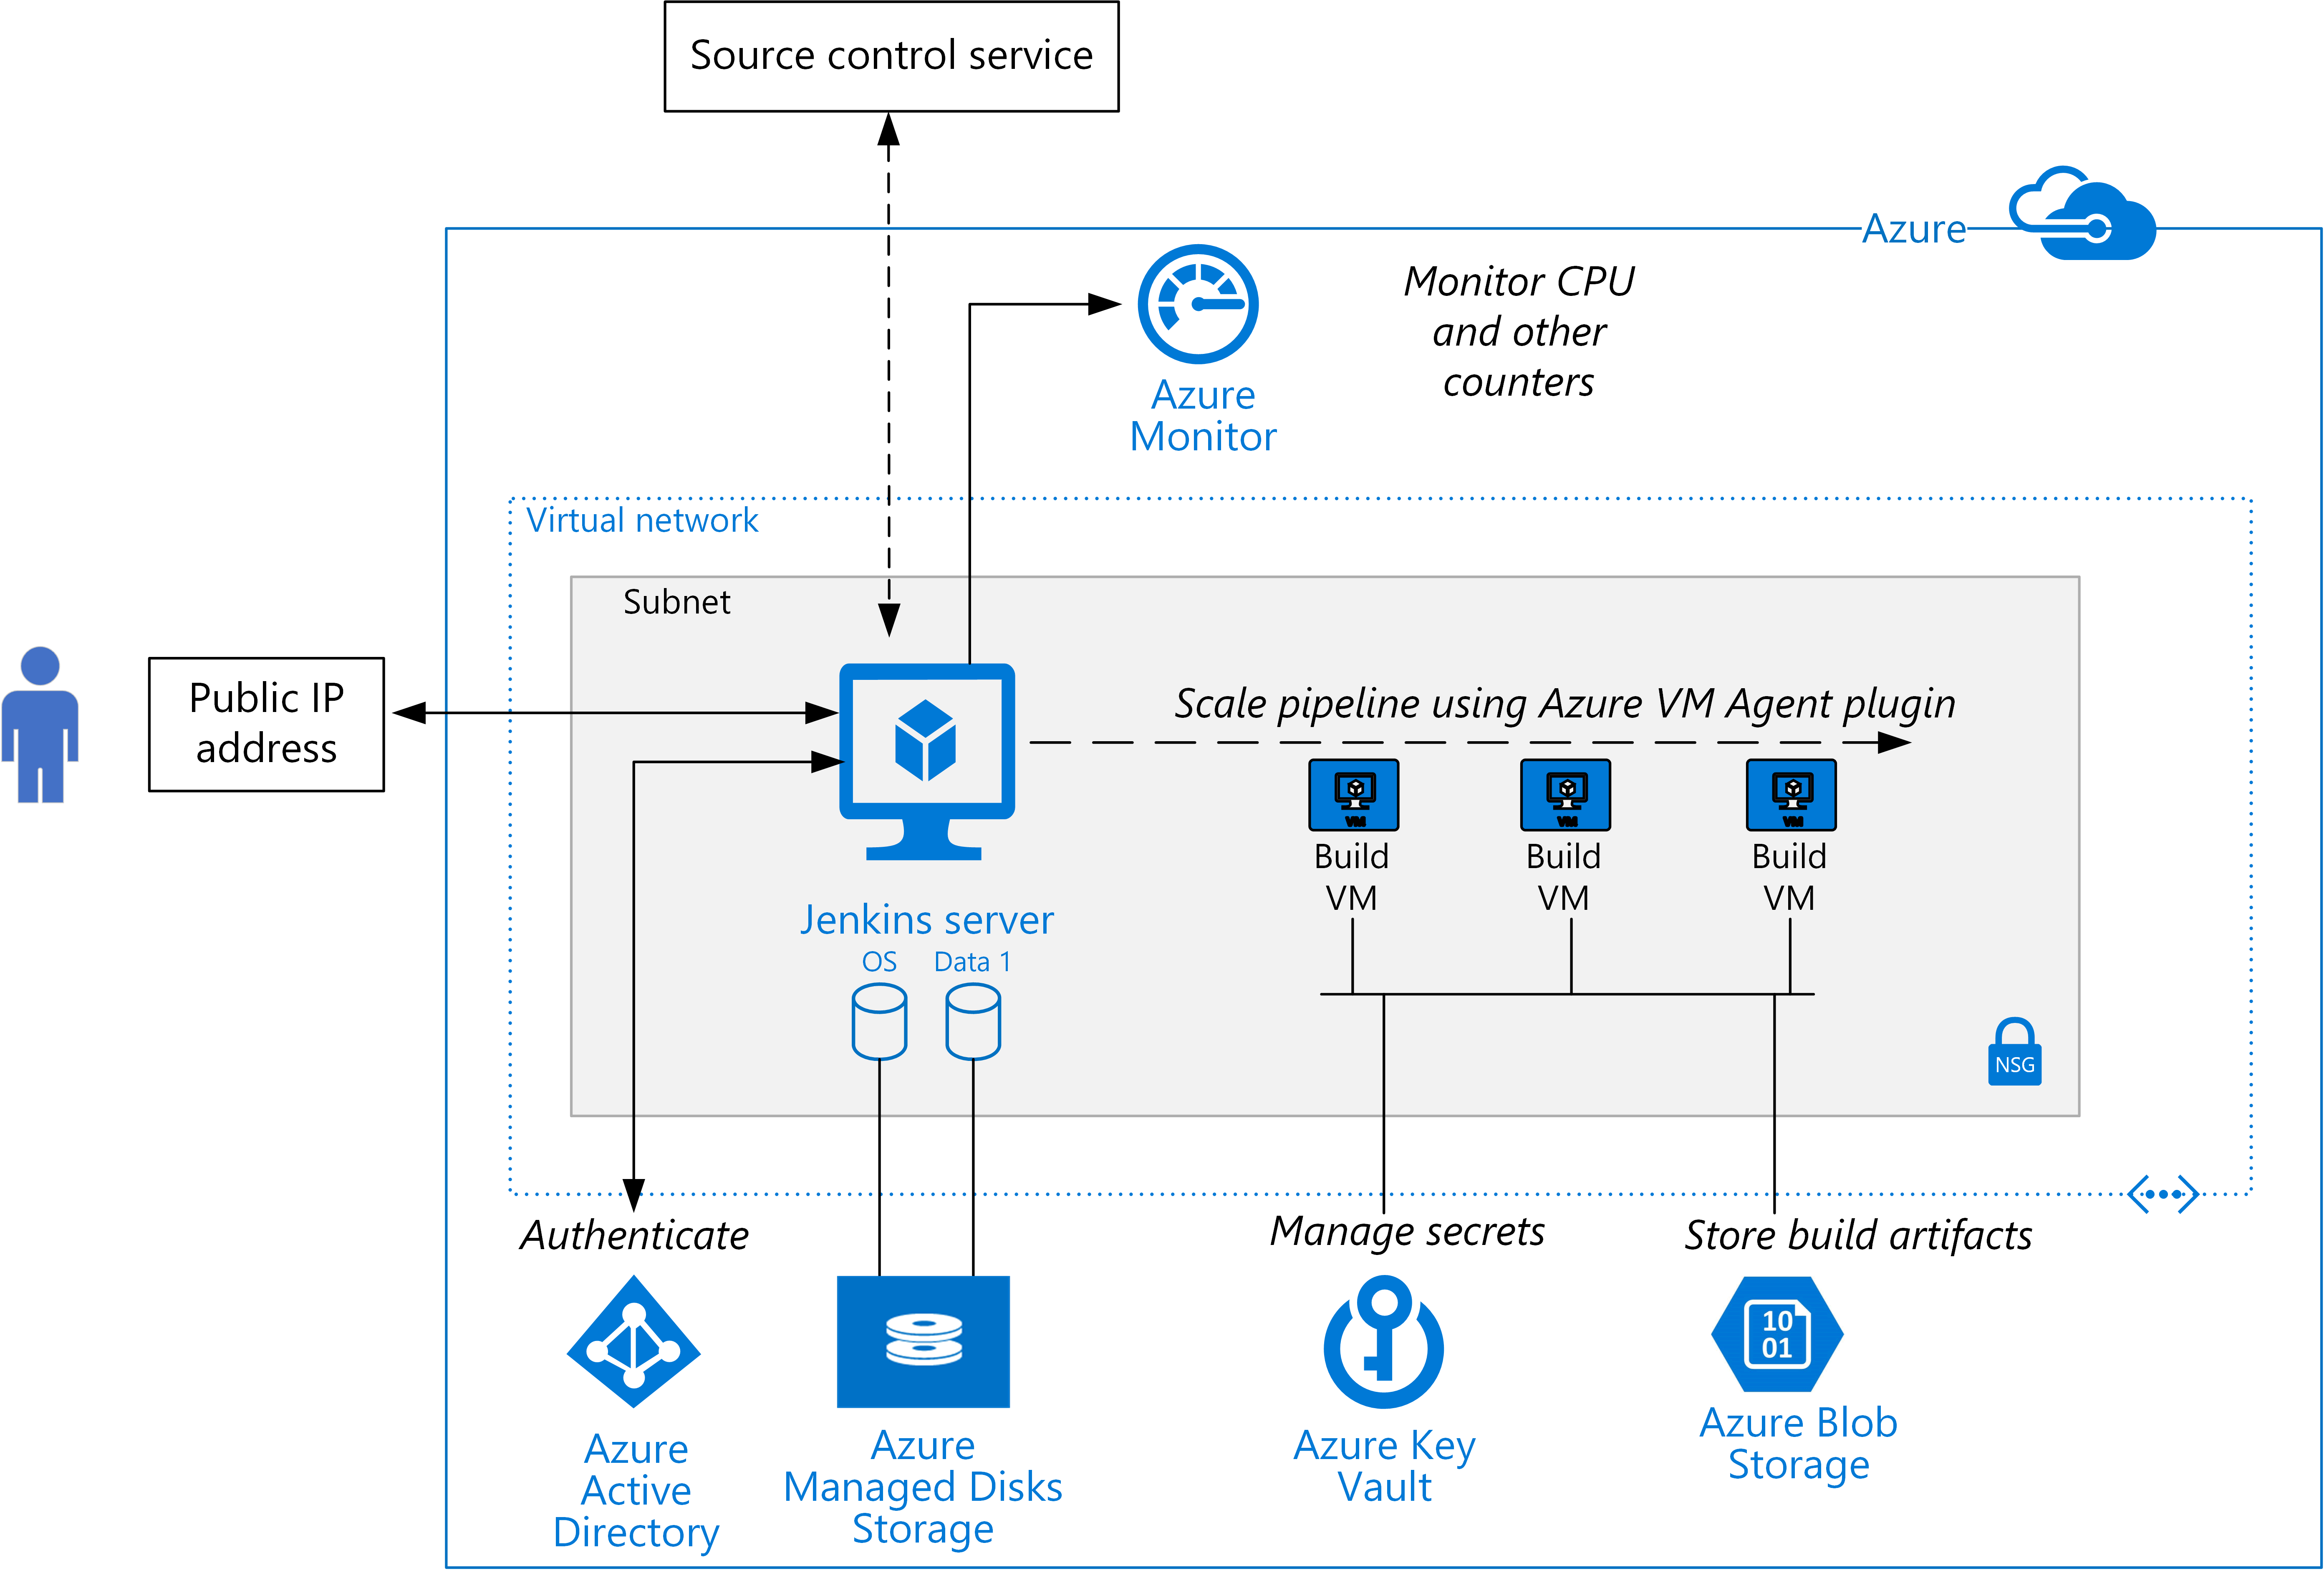 Source control service
Azure
Monitor CPU
and other
counters
Azure
Monitor
Virtual network
Subnet
Public IP
address
Scale pipeline using Azure VM Agent plugin
VM
VM
VM
Build
VM
Build
VM
Build
VM
Jenkins server
OS
Data 1
NSG
Authenticate
Manage secrets
Store build artifacts
10
01
Azure
Active
Directory
Azure
Managed Disks
Storage
Azure Key
Vault
Azure Blob
Storage